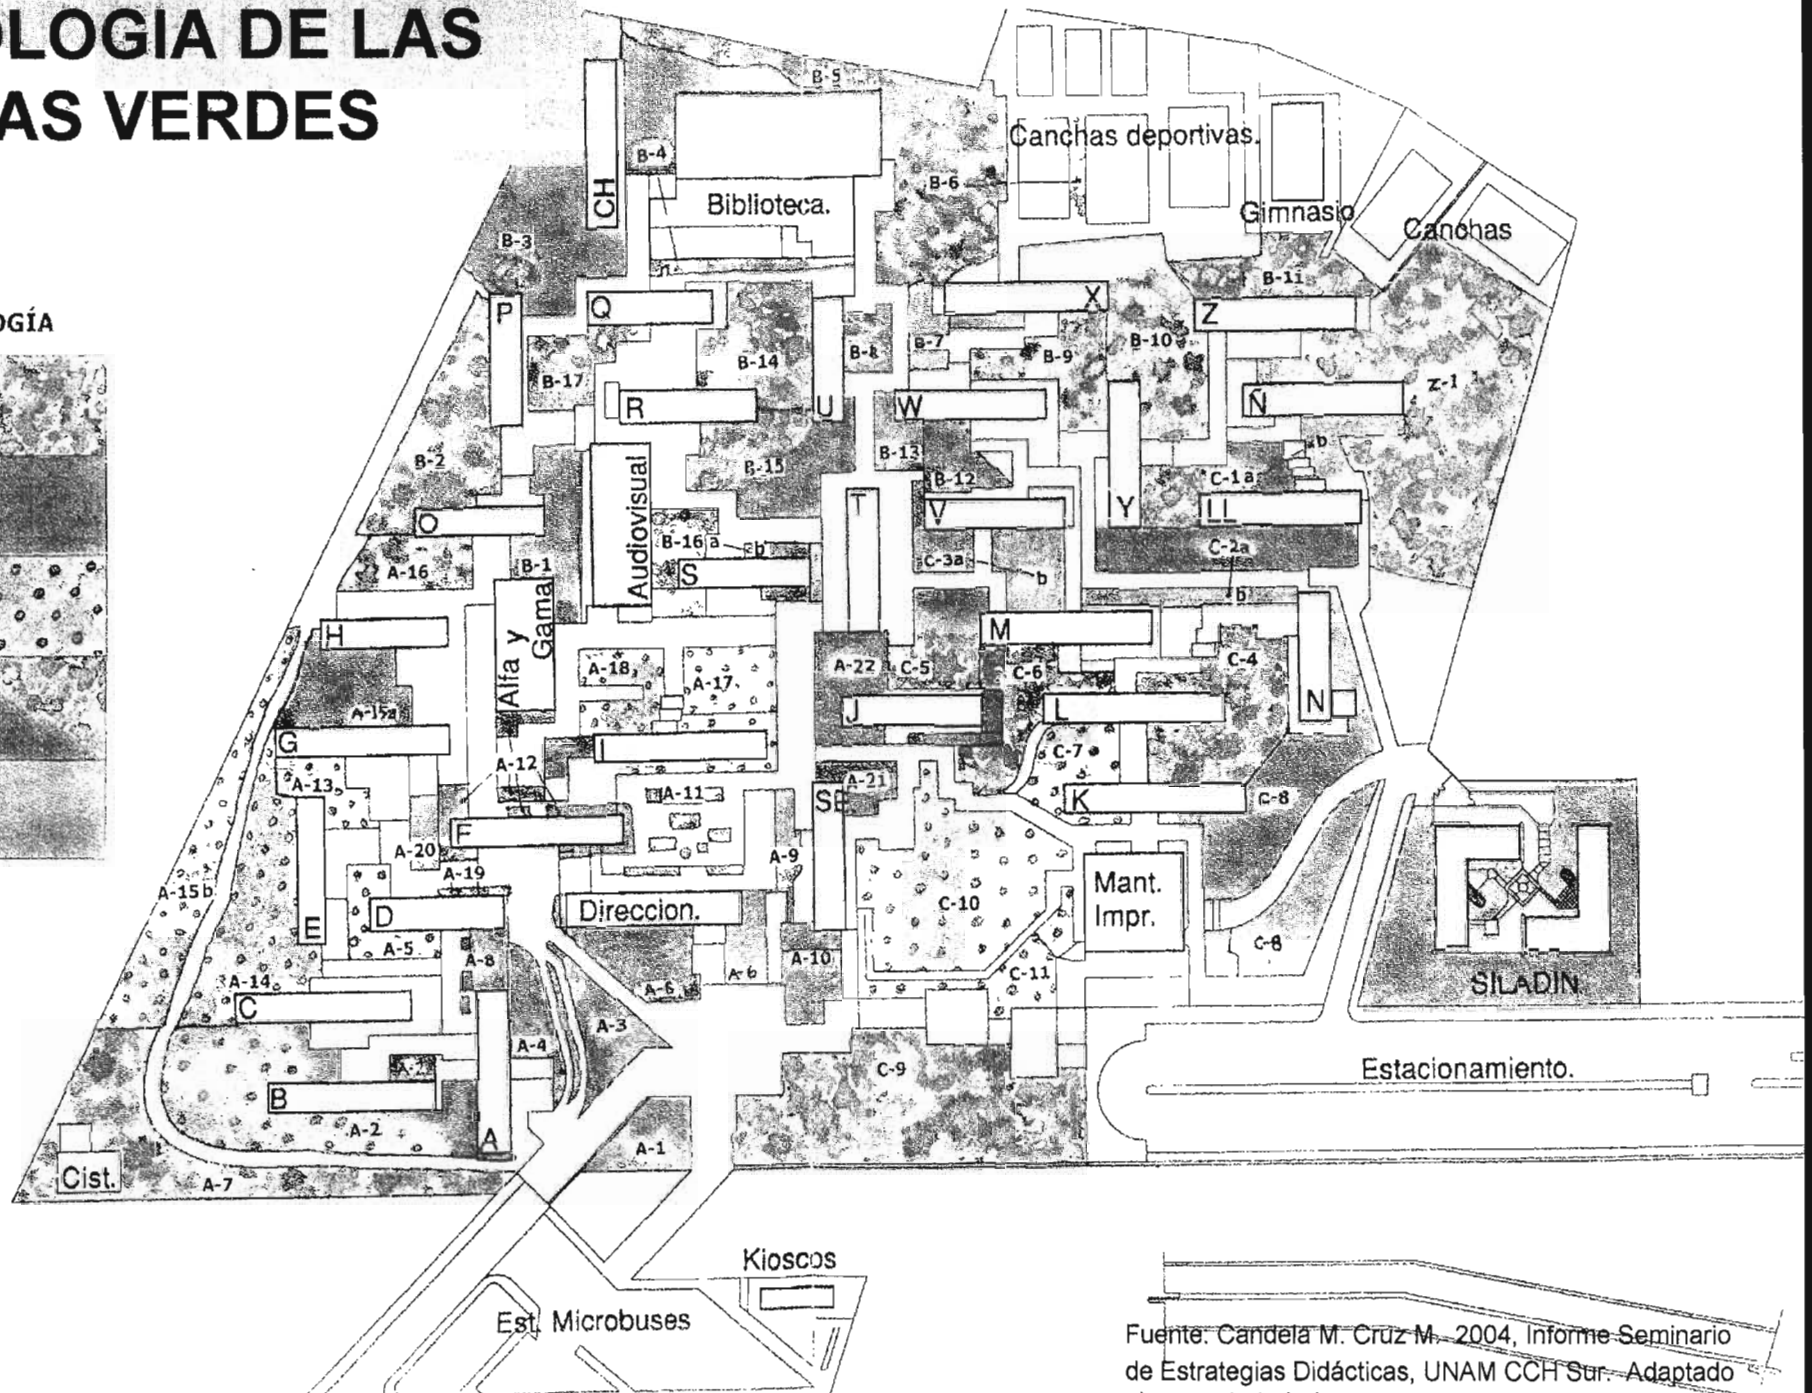 OLOGIA DE LAS
AS VERDES
OGÍA
B-5
B-4
CH
Biblioteca.
B-6
Canchas deportivas.
Gimnasio
Canchas
B-3
P
Q
B-14
B-17
R
U
B-7
W
B-9
X
B-10
Z
B-11
Ñ
Z-1
B-2
O
Audiovisual
B-15
B-13
B-12
T
V
Y
C-1a
b
LL
A-16
B-1
B-16
a
b
S
C-3a
b
C-2a
b
H
Alfa y
Gama
A-18
A-17
A-22
C-5
M
C-6
C-4
N
A-15a
G
I
J
L
A-13
A-12
A-11
A-21
SE
C-7
K
C-8
F
A-20
A-19
A-9
A-15b
E
D
A-5
Direccion.
C-10
Mant.
Impr.
C-8
A-14
C
A-8
A-6
A-6
A-10
C-11
SILADIN
A-4
A-3
B
A-2
A
C-9
Estacionamiento.
A-1
Cist.
A-7
Kioscos
Est. Microbuses
Fuente: Candela M. Cruz M. 2004, Informe Seminario
de Estrategias Didácticas, UNAM CCH Sur. Adaptado